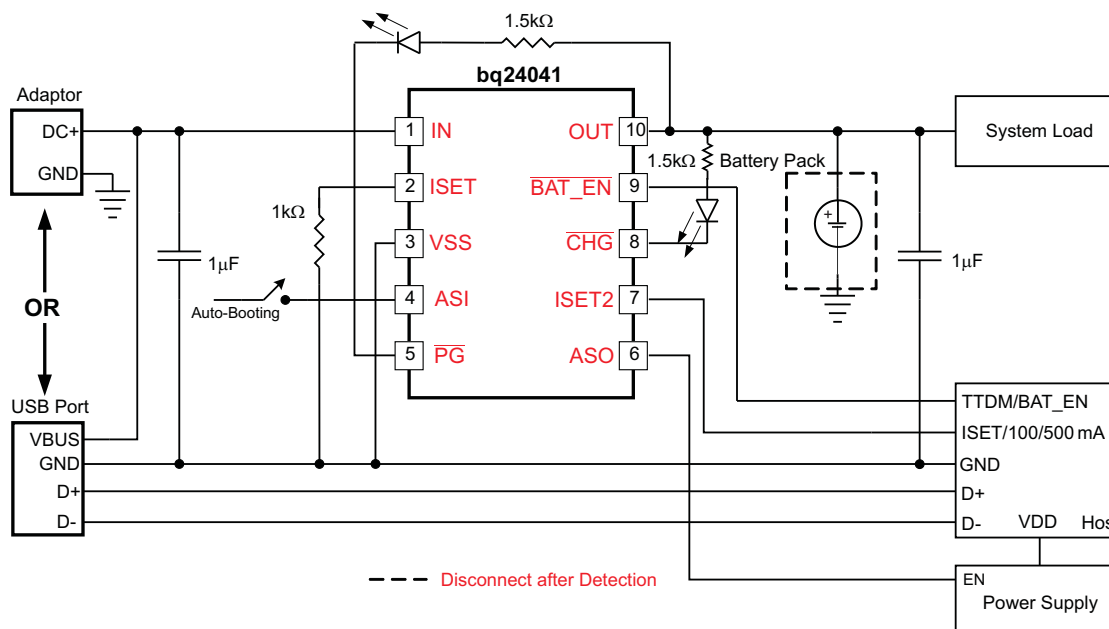 1.5kΩ
bq24041
Adaptor
DC+
GND
1 IN
OUT 10
System Load
1.5kΩ
Battery Pack
2 ISET
BAT_EN 9
1kΩ
+
3 VSS
CHG 8
1μF
1μF
OR
Auto-Booting
4 ASI
ISET2 7
5 PG
ASO 6
USB Port
VBUS
GND
D+
D-
TTDM/BAT_EN
ISET/100/500 mA
GND
D+
D-
VDD
Hos
Disconnect after Detection
EN
Power Supply